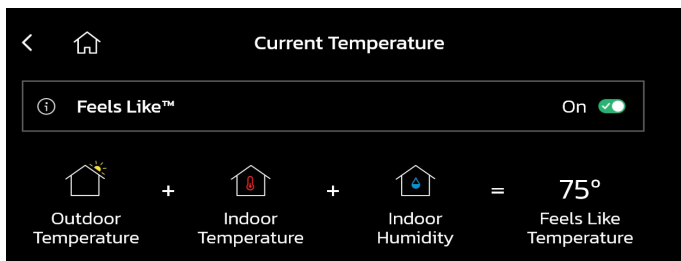 Current Temperature
Feels Like™
On
+
+
=
75°
Outdoor
Temperature
Indoor
Temperature
Indoor
Humidity
Feels Like
Temperature